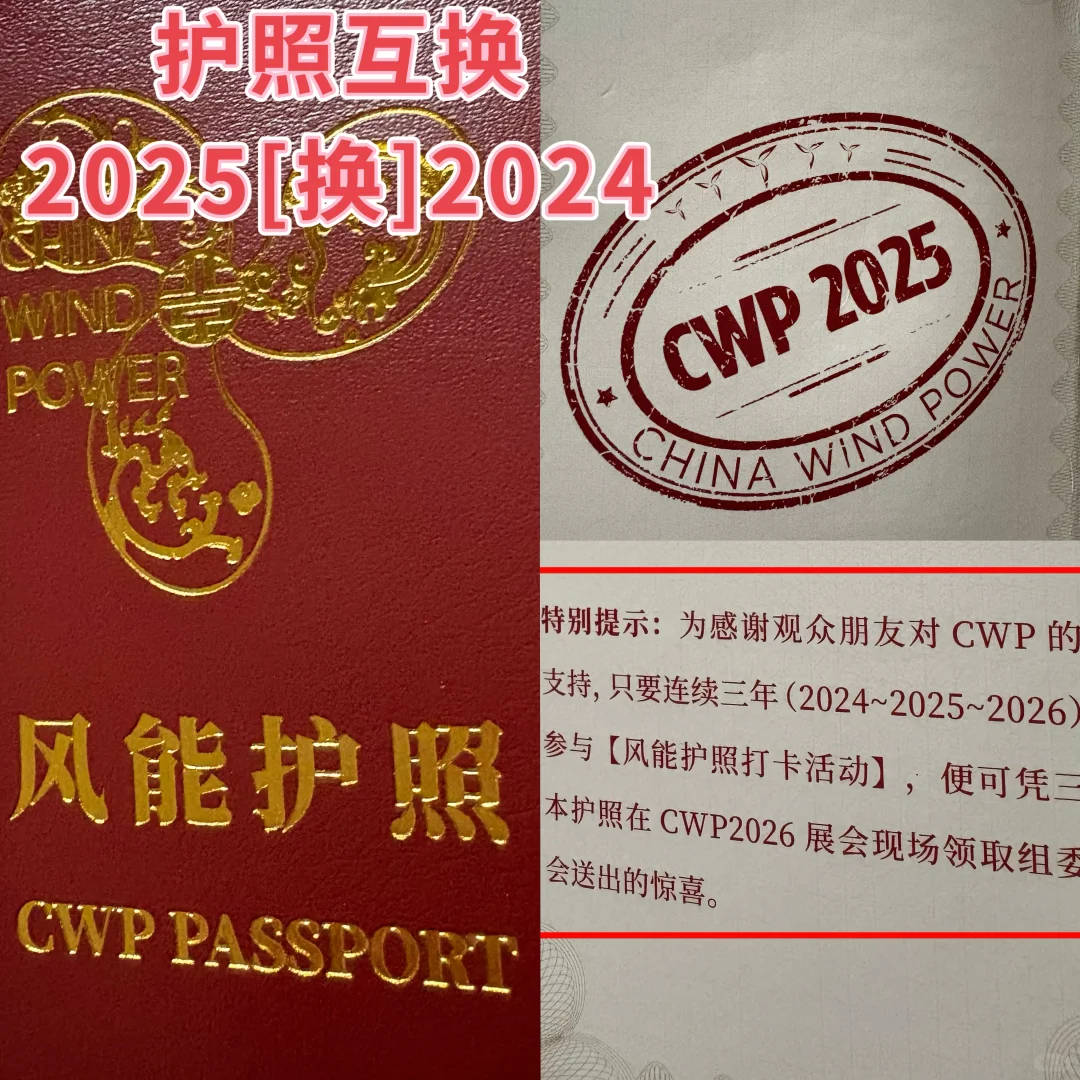 护照互换
2025[换]2024
CHINA
WIND
POWER
风能护照
CWP PASSPORT
CWP 2025
CHINA WIND POWER
特别提示：为感谢观众朋友对 CWP 的
支持，只要连续三年（2024~2025~2026）
参与【风能护照打卡活动】，便可凭三
本护照在 CWP2026 展会现场领取组委
会送出的惊喜。